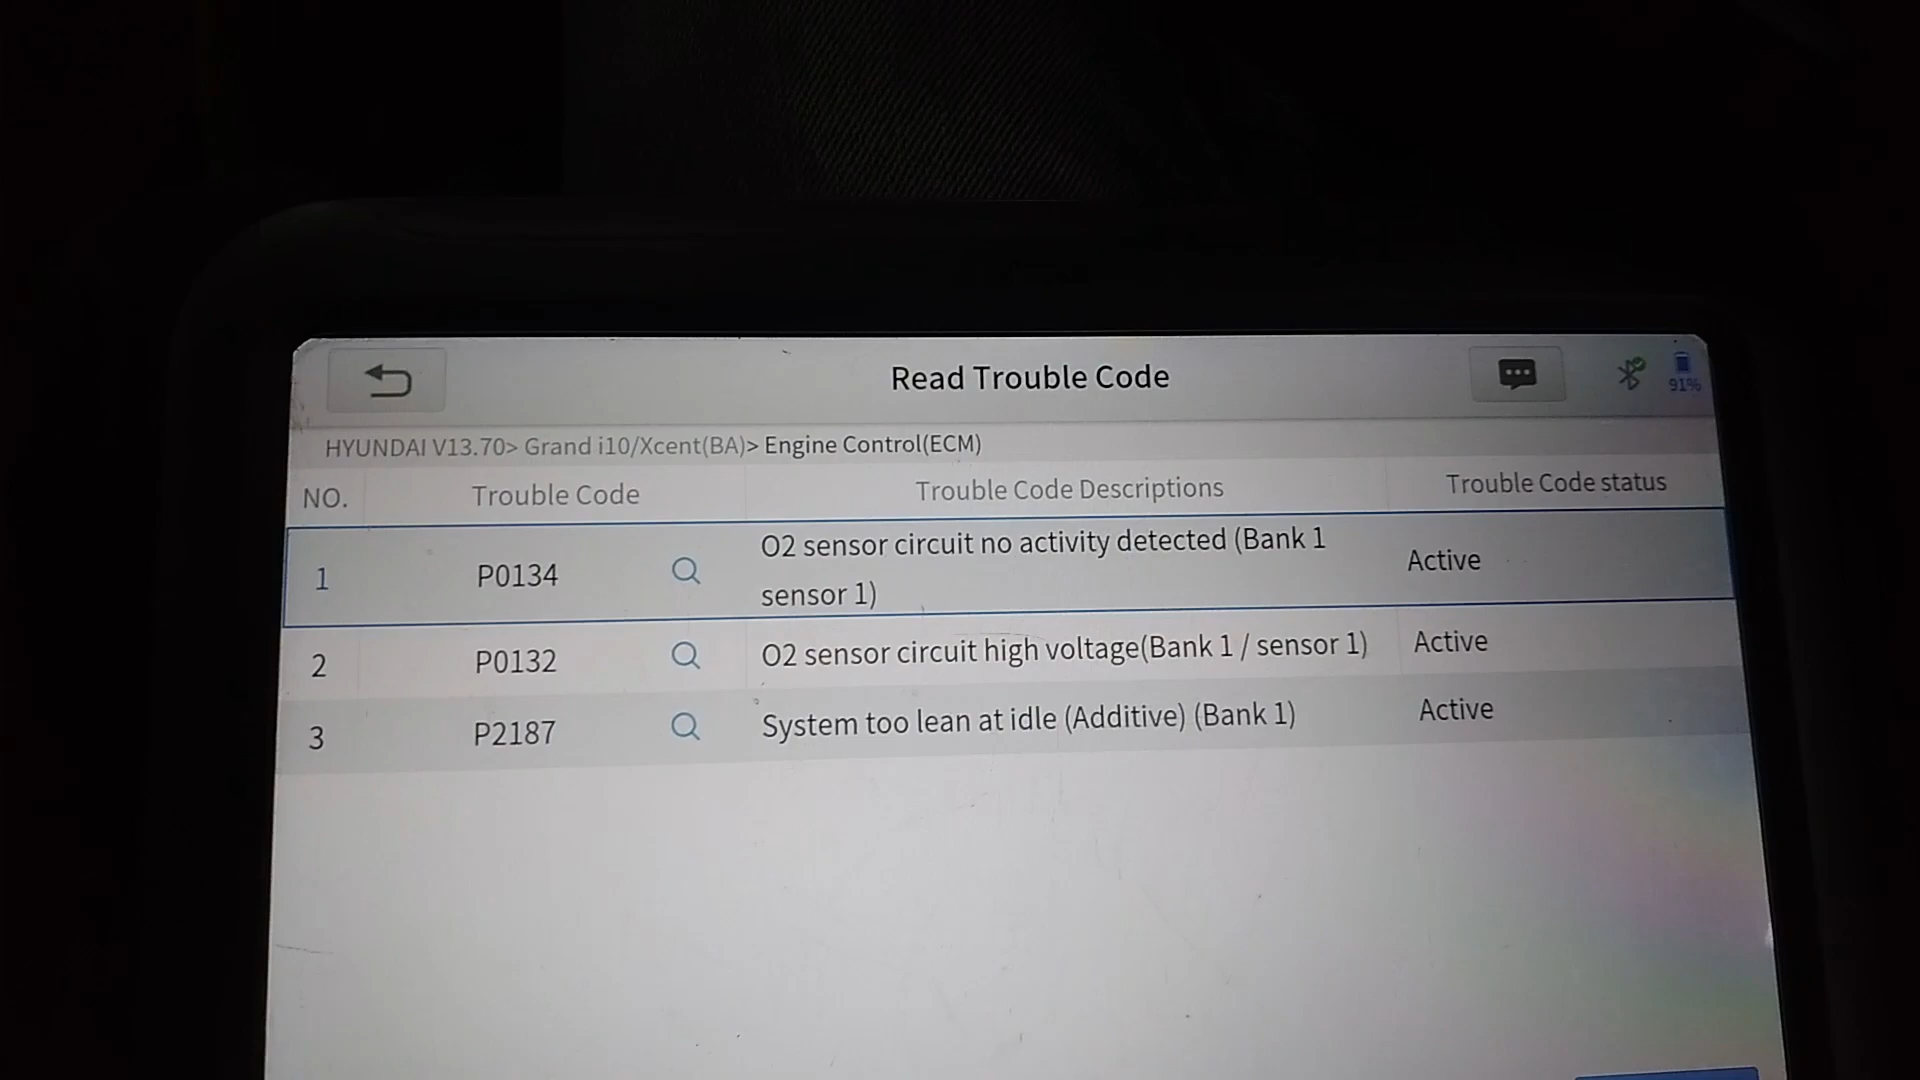 Read Trouble Code
91%
HYUNDAI V13.70> Grand i10/Xcent(BA)> Engine Control(ECM)
NO. Trouble Code Trouble Code Descriptions Trouble Code status
1 P0134 O2 sensor circuit no activity detected (Bank 1
sensor 1) Active
2 P0132 O2 sensor circuit high voltage(Bank 1 / sensor 1) Active
3 P2187 System too lean at idle (Additive) (Bank 1) Active